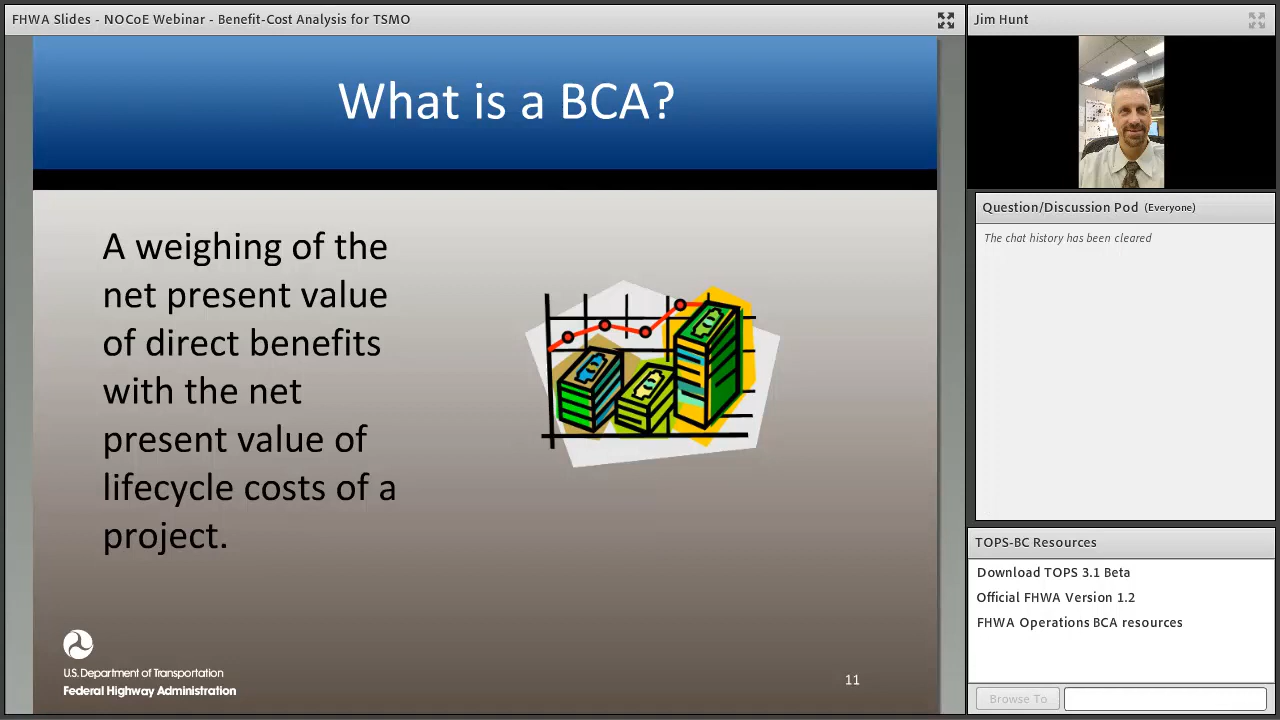 FHWA Slides - NOCoE Webinar - Benefit-Cost Analysis for TSMO
What is a BCA?
A weighing of the
net present value
of direct benefits
with the net
present value of
lifecycle costs of a
project.
U.S. Department of Transportation
Federal Highway Administration
11
Jim Hunt
Question/Discussion Pod (Everyone)
The chat history has been cleared
TOPS-BC Resources
Download TOPS 3.1 Beta
Official FHWA Version 1.2
FHWA Operations BCA resources
Browse To